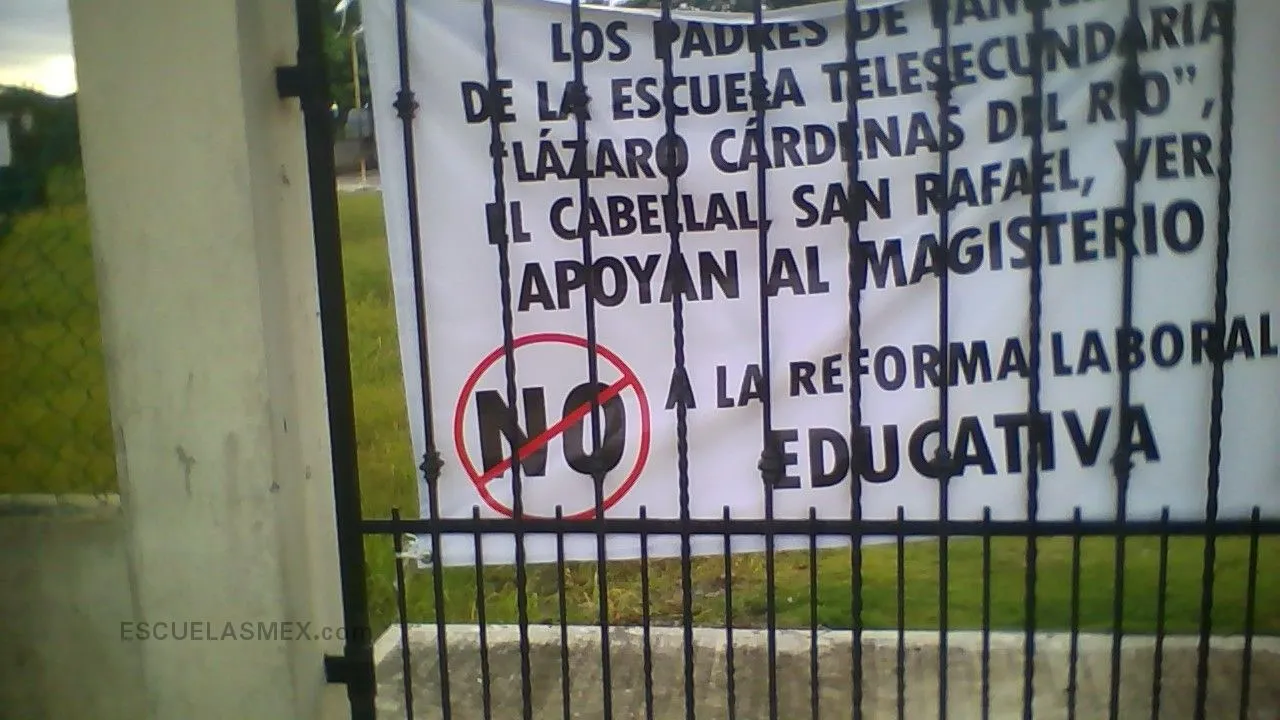 LOS PADRES DE FAMILIA
DE LA ESCUELA TELESECUNDARIA
"LÁZARO CÁRDENAS DEL RÍO",
EL CABELLAL, SAN RAFAEL, VER
APOYAN AL MAGISTERIO
NO A LA REFORMA LABORAL
EDUCATIVA
ESCUELASMEX.com